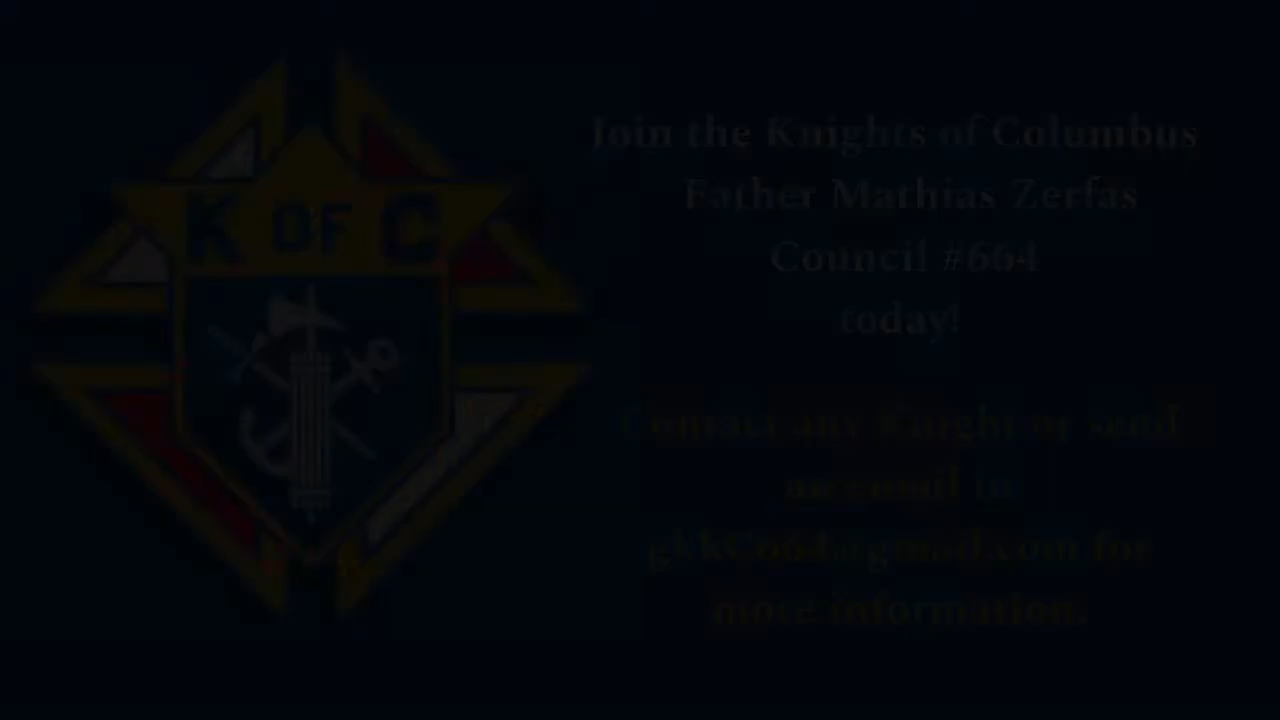 K OF C
Join the Knights of Columbus
Father Mathias Zerfas
Council #664
today!
Contact any Knight or send
an email to
for
more information.